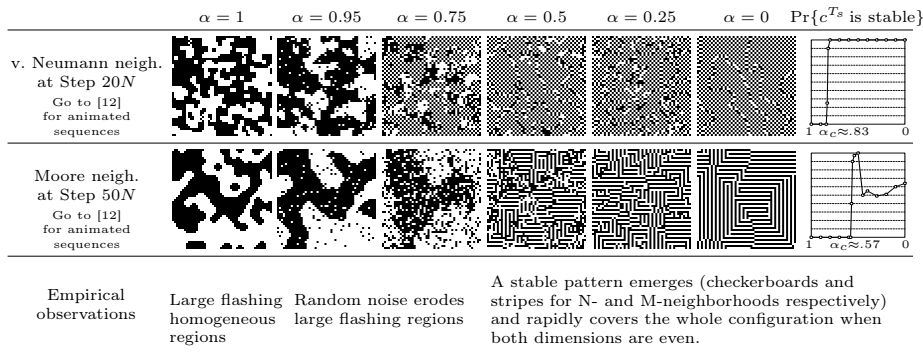 α = 1 α = 0.95 α = 0.75 α = 0.5 α = 0.25 α = 0 Pr{c^{T_s} is stable}
v. Neumann neigh.
at Step 20N
Go to [12]
for animated
sequences
1 α_c≈.83 0
Moore neigh.
at Step 50N
Go to [12]
for animated
sequences
1 α_c≈.57 0
Empirical
observations
Large flashing
homogeneous
regions
Random noise erodes
large flashing regions
A stable pattern emerges (checkerboards and
stripes for N- and M-neighborhoods respectively)
and rapidly covers the whole configuration when
both dimensions are even.